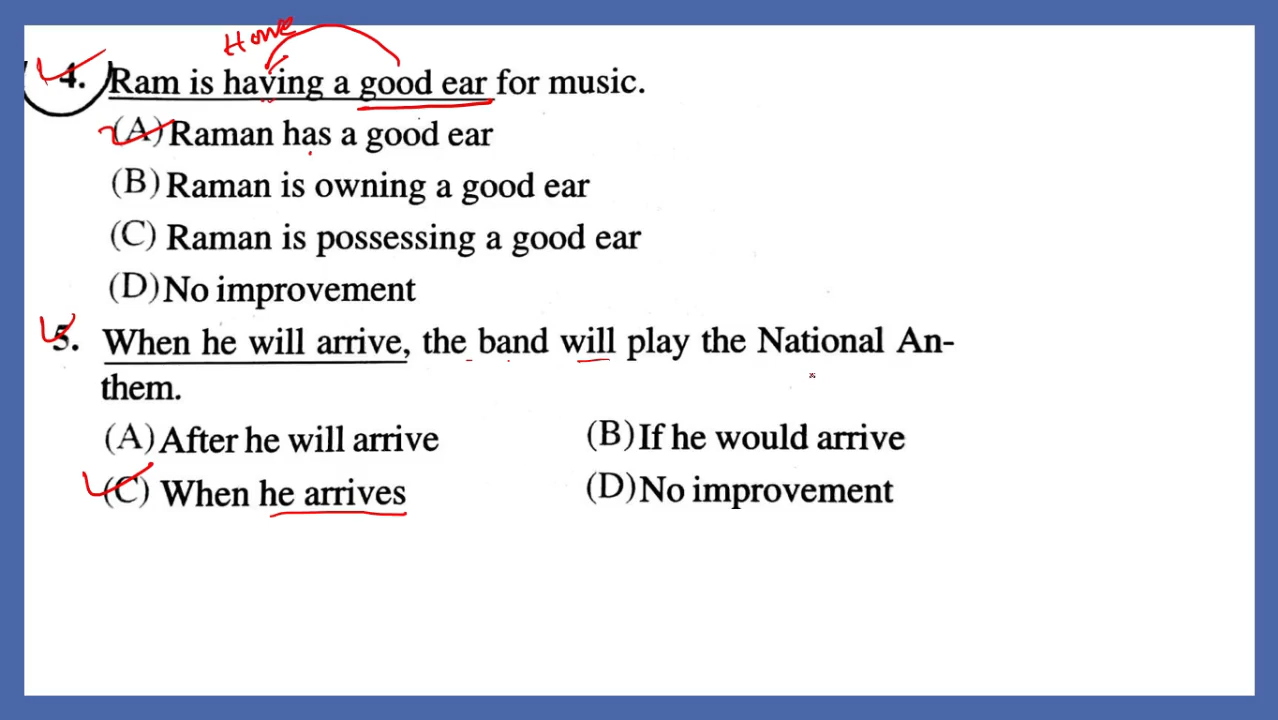 Have
4. Ram is having a good ear for music.
(A) Raman has a good ear
(B) Raman is owning a good ear
(C) Raman is possessing a good ear
(D) No improvement
5. When he will arrive, the band will play the National An-
them.
(A) After he will arrive (B) If he would arrive
(C) When he arrives (D) No improvement